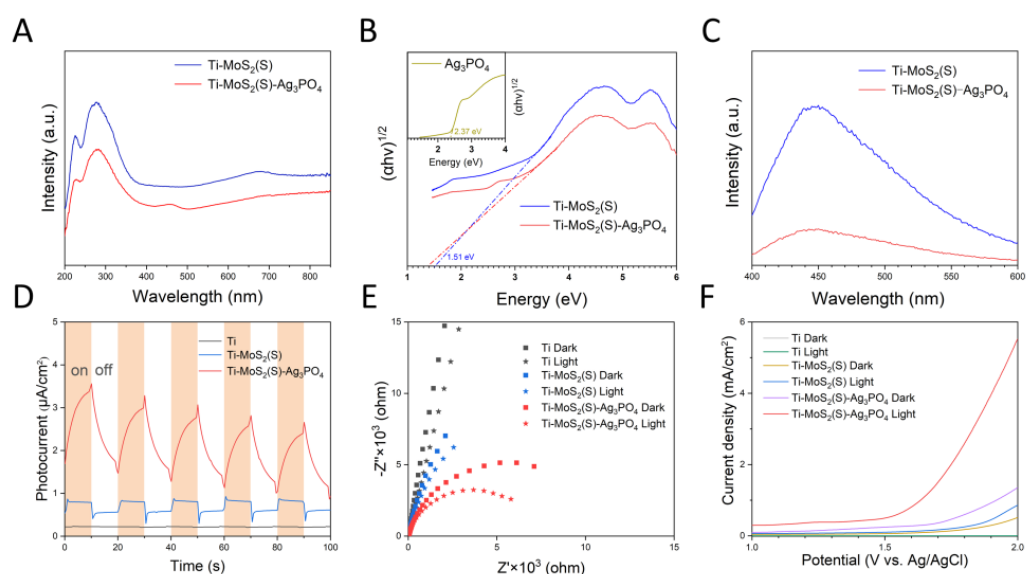 A
Ti-MoS₂(S)
Ti-MoS₂(S)-Ag₃PO₄
Intensity (a.u.)
200 300 400 500 600 700 800
Wavelength (nm)
B
Ag₃PO₄
(αhv)¹/²
2.37 eV
2 3 4
Energy (eV)
(αhv)¹/²
Ti-MoS₂(S)
Ti-MoS₂(S)-Ag₃PO₄
1.51 eV
1 2 3 4 5 6
Energy (eV)
C
Ti-MoS₂(S)
Ti-MoS₂(S)-Ag₃PO₄
Intensity (a.u.)
400 450 500 550 600
Wavelength (nm)
D
5
4
3
2
1
0
Ti
Ti-MoS₂(S)
Ti-MoS₂(S)-Ag₃PO₄
on off
Photocurrent (µA/cm²)
0 20 40 60 80 100
Time (s)
E
15
10
5
0
Ti Dark
Ti Light
Ti-MoS₂(S) Dark
Ti-MoS₂(S) Light
Ti-MoS₂(S)-Ag₃PO₄ Dark
Ti-MoS₂(S)-Ag₃PO₄ Light
-Z''×10³ (ohm)
0 5 10 15
Z'×10³ (ohm)
F
6
4
2
0
Ti Dark
Ti Light
Ti-MoS₂(S) Dark
Ti-MoS₂(S) Light
Ti-MoS₂(S)-Ag₃PO₄ Dark
Ti-MoS₂(S)-Ag₃PO₄ Light
Current density (mA/cm²)
1.0 1.5 2.0
Potential (V vs. Ag/AgCl)